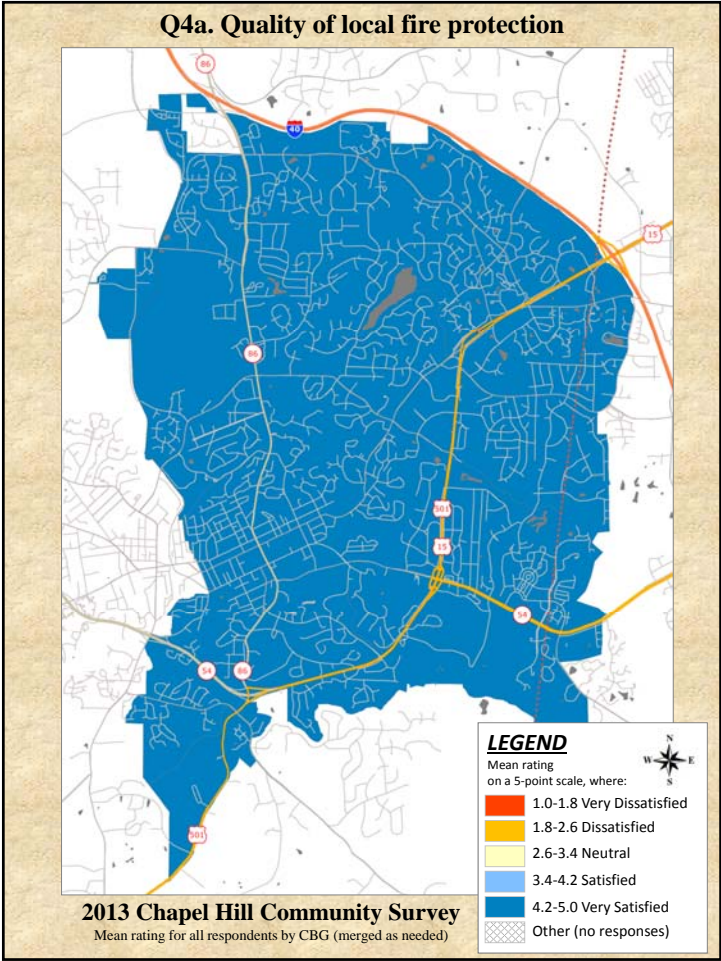 Q4a. Quality of local fire protection
86
40
15
86
501
15
54
54
86
501
LEGEND
Mean rating
on a 5-point scale, where:
N
W E
S
1.0-1.8 Very Dissatisfied
1.8-2.6 Dissatisfied
2.6-3.4 Neutral
3.4-4.2 Satisfied
4.2-5.0 Very Satisfied
Other (no responses)
2013 Chapel Hill Community Survey
Mean rating for all respondents by CBG (merged as needed)